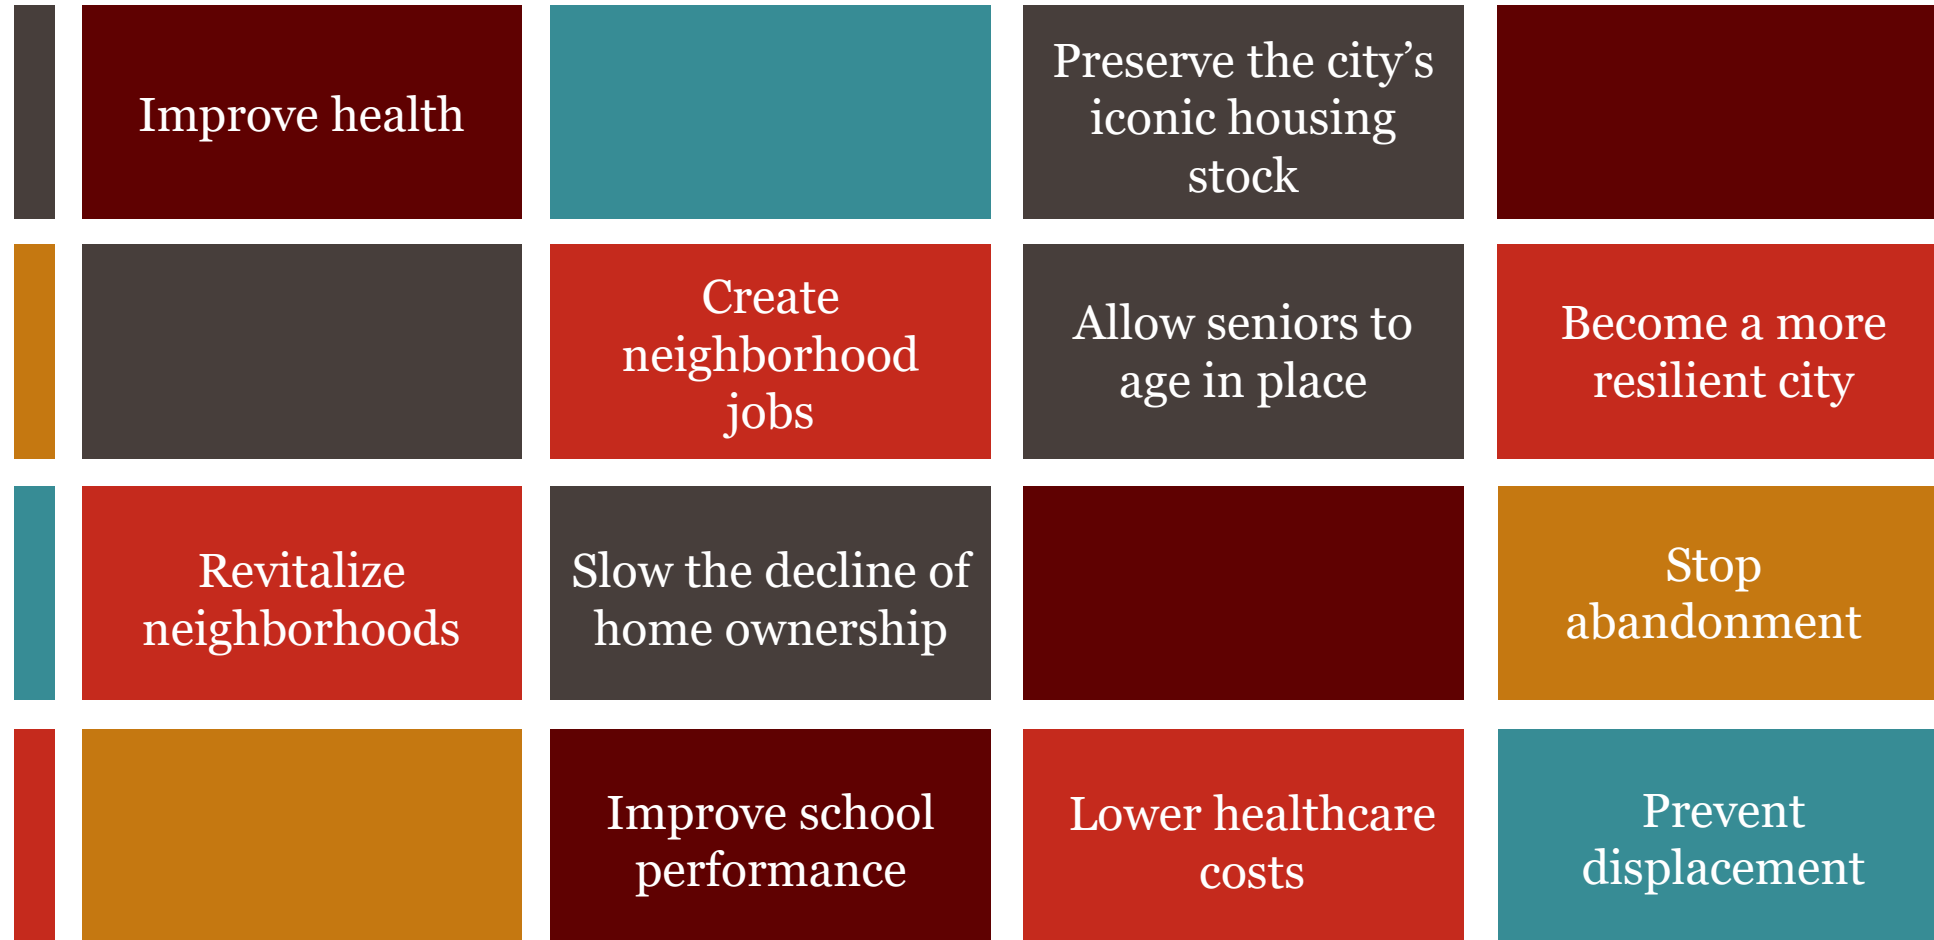 Improve health
Preserve the city’s
iconic housing
stock
Create
neighborhood
jobs
Allow seniors to
age in place
Become a more
resilient city
Revitalize
neighborhoods
Slow the decline of
home ownership
Stop
abandonment
Improve school
performance
Lower healthcare
costs
Prevent
displacement